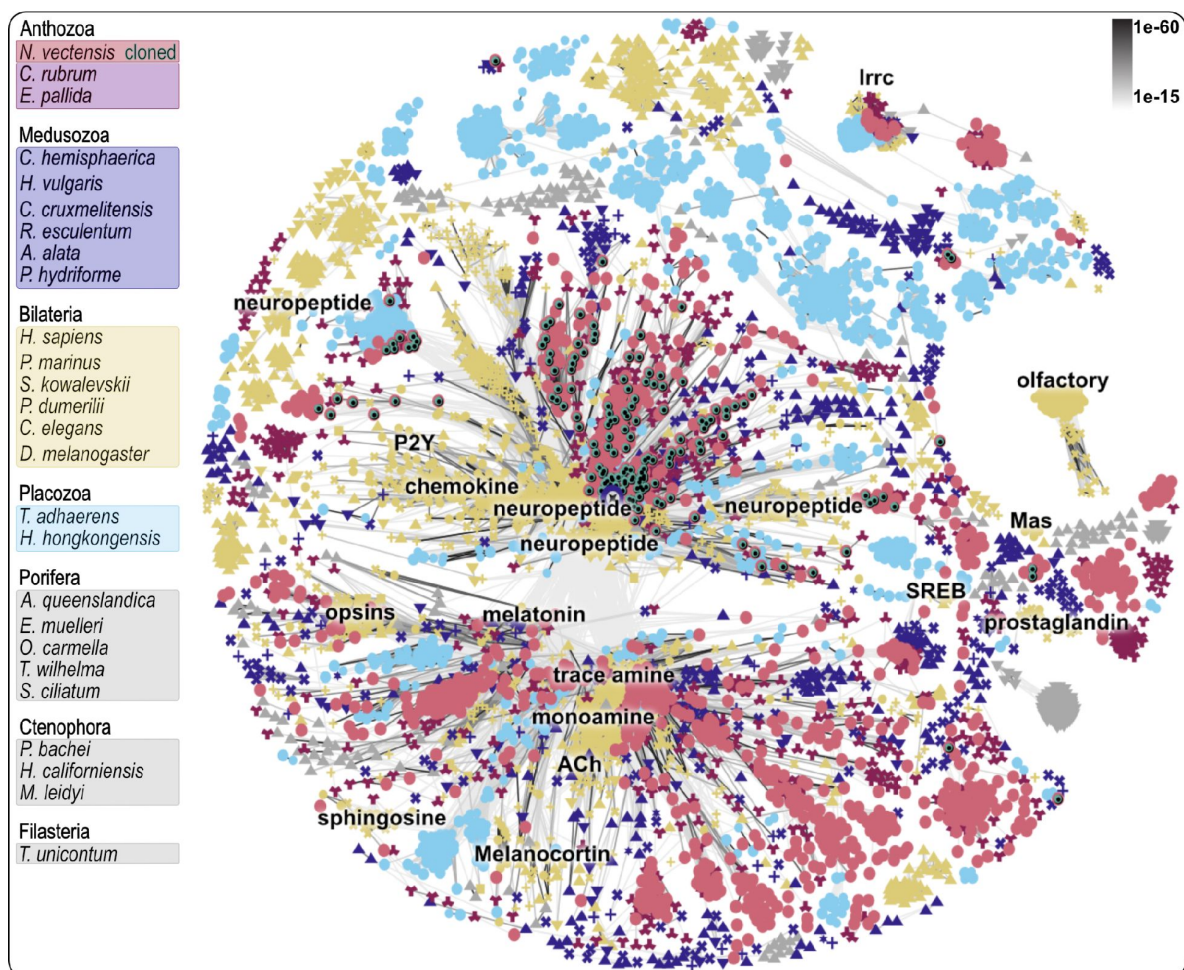 Anthozoa
N. vectensis cloned
C. rubrum
E. pallida
Medusozoa
C. hemisphaerica
H. vulgaris
C. cruxmelitensis
R. esculentum
A. alata
P. hydriforme
Bilateria
H. sapiens
P. marinus
S. kowalevskii
P. dumerilii
C. elegans
D. melanogaster
Placozoa
T. adhaerens
H. hongkongensis
Porifera
A. queenslandica
E. muelleri
O. carmella
T. wilhelma
S. ciliatum
Ctenophora
P. bachei
H. californiensis
M. leidyi
Filasteria
T. unicontum
1e-60
1e-15
lrrc
neuropeptide
olfactory
P2Y
chemokine
neuropeptide
neuropeptide
neuropeptide
Mas
SREB
prostaglandin
opsins
melatonin
trace amine
monoamine
ACh
sphingosine
Melanocortin